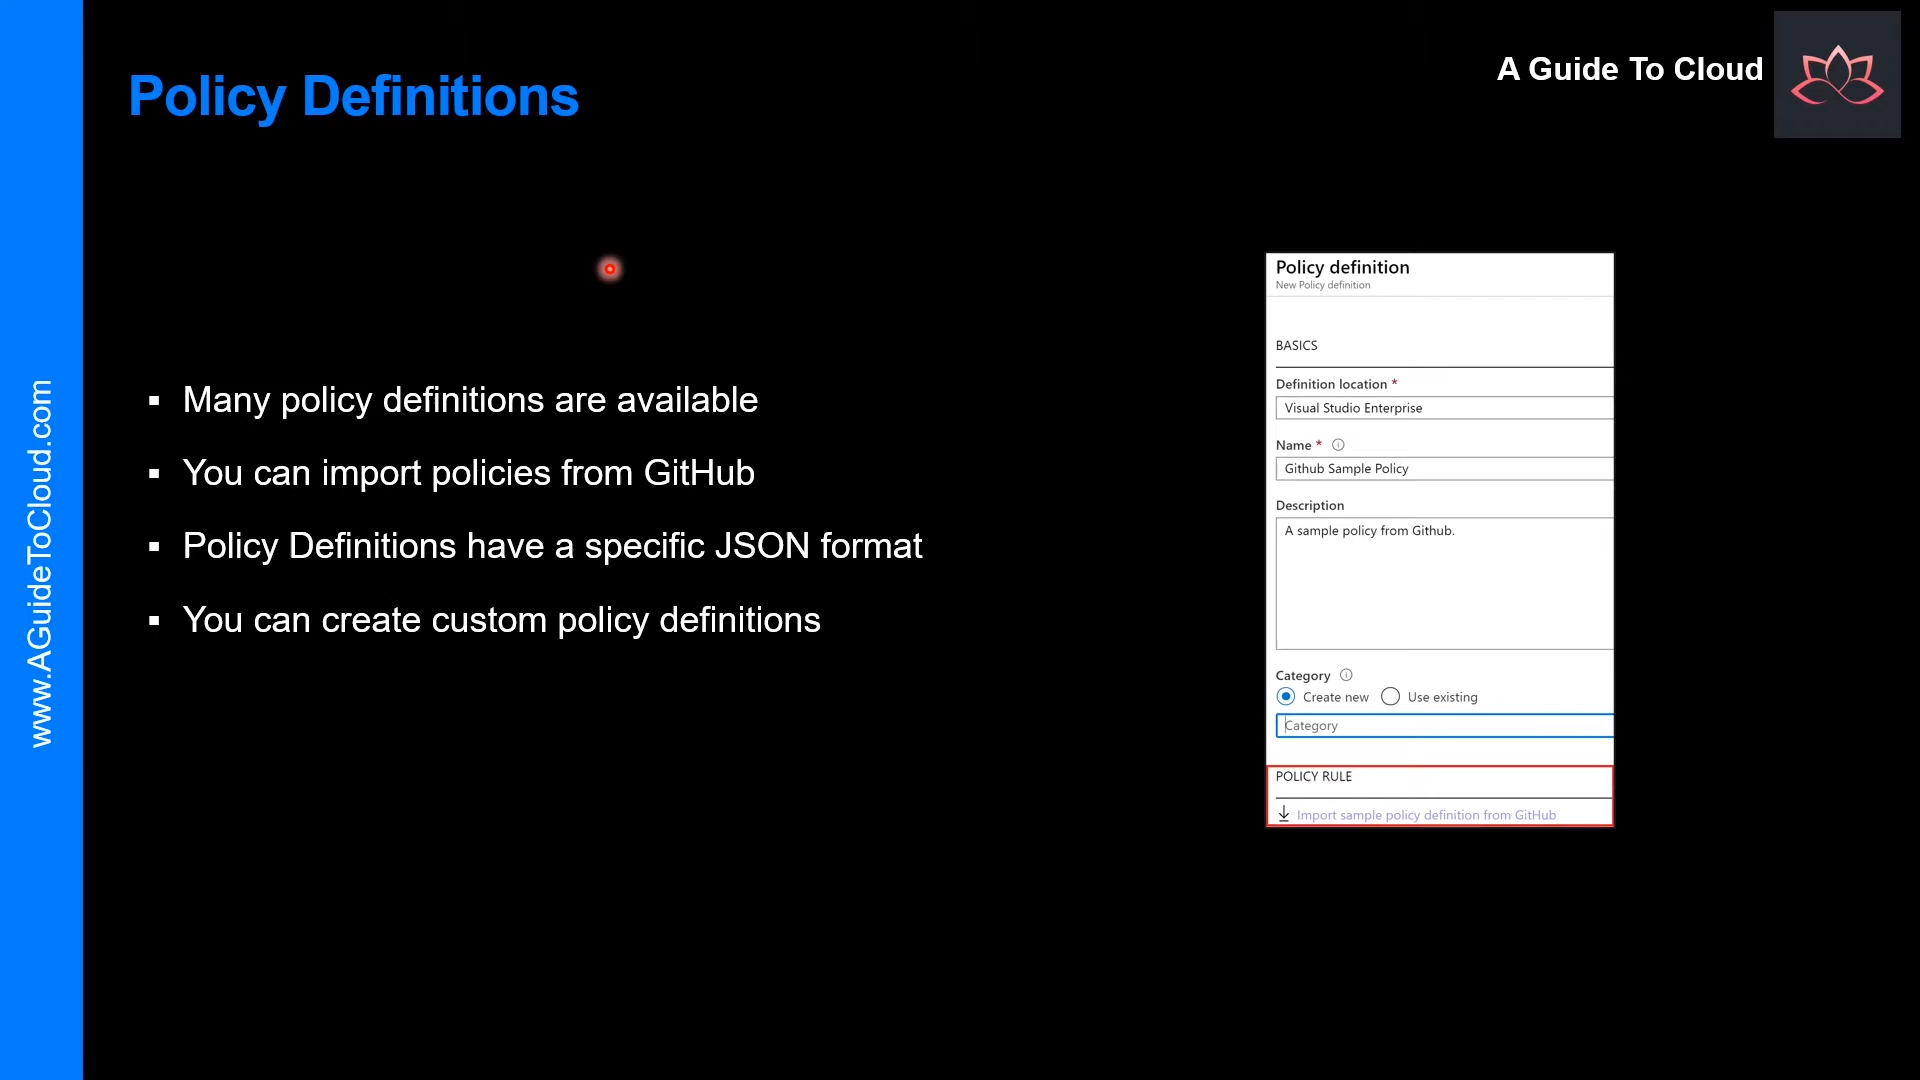 Policy Definitions
A Guide To Cloud
www.AGuideToCloud.com
Many policy definitions are available
You can import policies from GitHub
Policy Definitions have a specific JSON format
You can create custom policy definitions
Policy definition
New Policy definition
BASICS
Definition location *
Visual Studio Enterprise
Name *
Github Sample Policy
Description
A sample policy from Github.
Category
Create new Use existing
Category
POLICY RULE
Import sample policy definition from GitHub